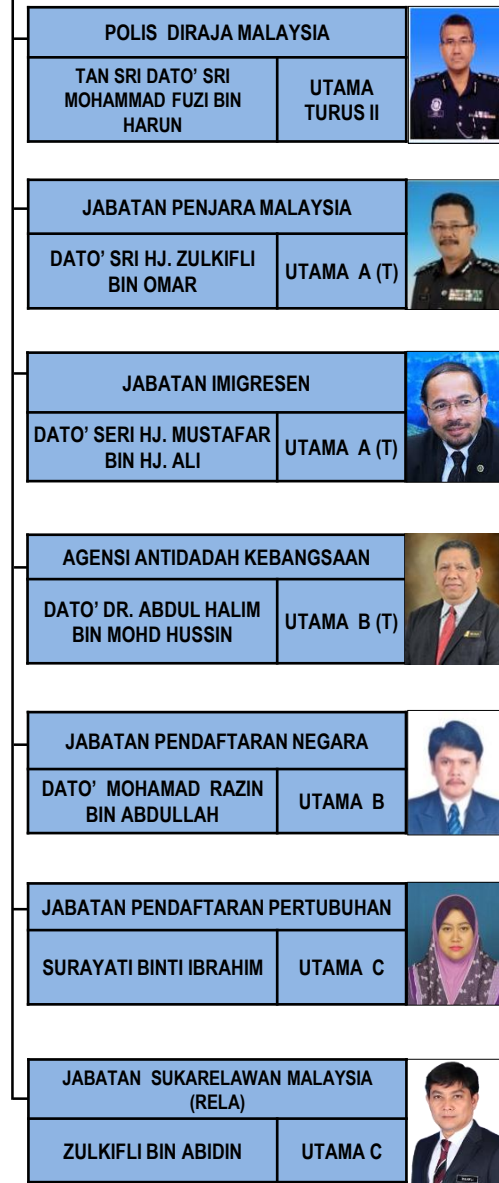 POLIS DIRAJA MALAYSIA
TAN SRI DATO' SRI
MOHAMMAD FUZI BIN
HARUN
UTAMA
TURUS II
JABATAN PENJARA MALAYSIA
DATO' SRI HJ. ZULKIFLI
BIN OMAR
UTAMA A (T)
JABATAN IMIGRESEN
DATO' SERI HJ. MUSTAFAR
BIN HJ. ALI
UTAMA A (T)
AGENSI ANTIDADAH KEBANGSAAN
DATO' DR. ABDUL HALIM
BIN MOHD HUSSIN
UTAMA B (T)
JABATAN PENDAFTARAN NEGARA
DATO' MOHAMAD RAZIN
BIN ABDULLAH
UTAMA B
JABATAN PENDAFTARAN PERTUBUHAN
SURAYATI BINTI IBRAHIM
UTAMA C
JABATAN SUKARELAWAN MALAYSIA
(RELA)
ZULKIFLI BIN ABIDIN
UTAMA C